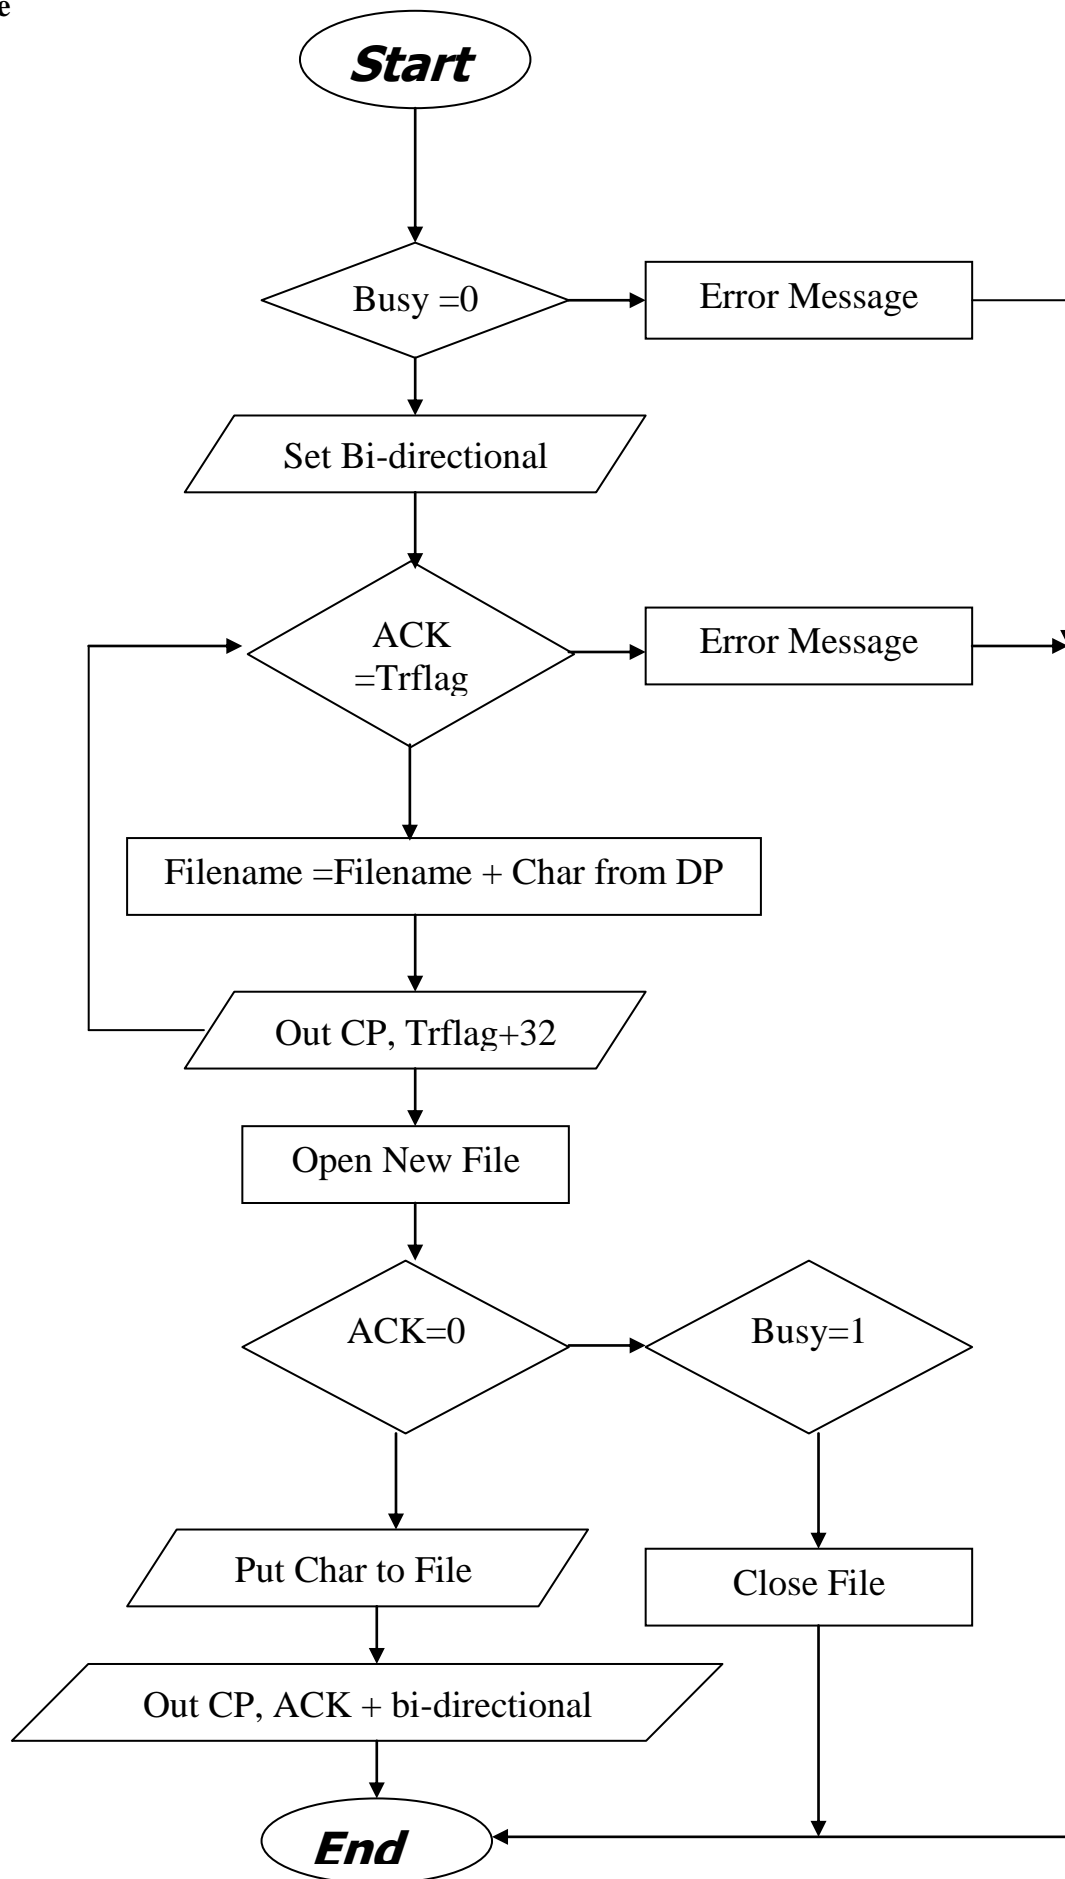 e
Start
Busy =0
Error Message
Set Bi-directional
ACK
=Trflag
Error Message
Filename =Filename + Char from DP
Out CP, Trflag+32
Open New File
ACK=0
Busy=1
Put Char to File
Close File
Out CP, ACK + bi-directional
End